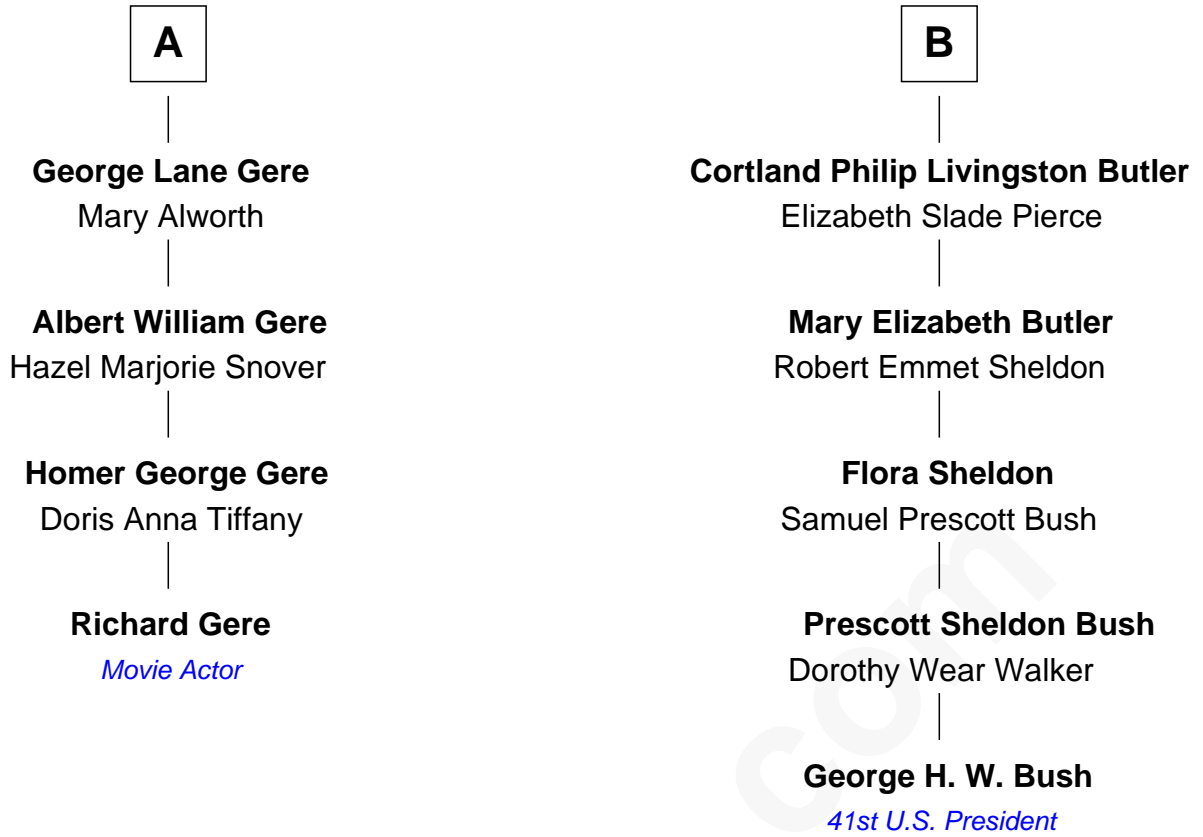 A
George Lane Gere
Mary Alworth
Albert William Gere
Hazel Marjorie Snover
Homer George Gere
Doris Anna Tiffany
Richard Gere
Movie Actor
B
Cortland Philip Livingston Butler
Elizabeth Slade Pierce
Mary Elizabeth Butler
Robert Emmet Sheldon
Flora Sheldon
Samuel Prescott Bush
Prescott Sheldon Bush
Dorothy Wear Walker
George H. W. Bush
41st U.S. President
com